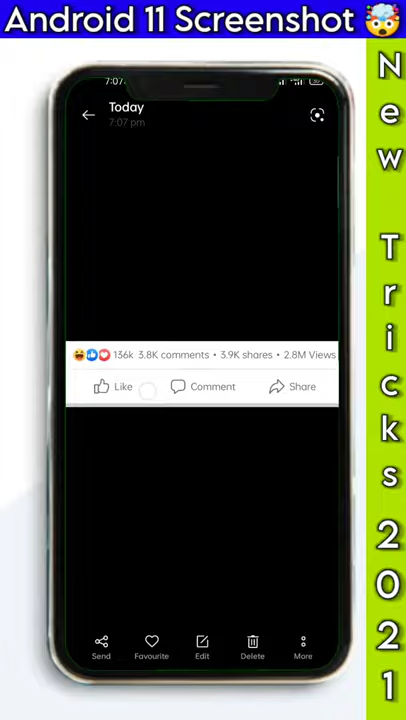 Android 11 Screenshot 🤯
New Tricks 2021
7:07
Today
7:07 pm
136k 3.8K comments • 3.9K shares • 2.8M Views
Like Comment Share
Send Favourite Edit Delete More